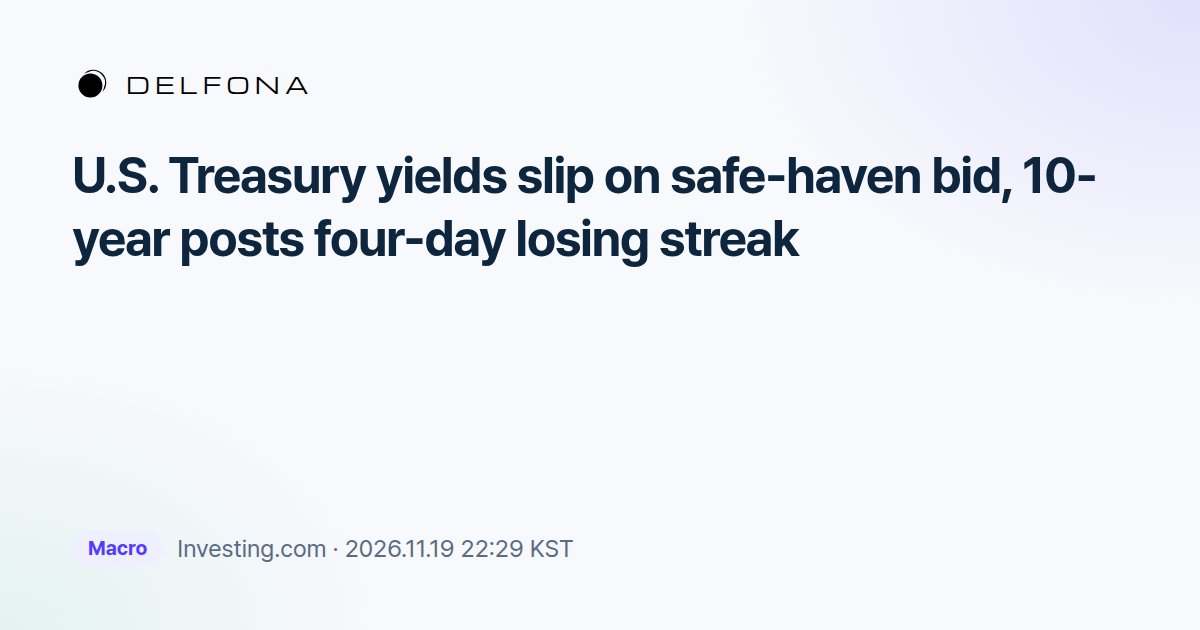 DELFONA
U.S. Treasury yields slip on safe-haven bid, 10-
year posts four-day losing streak
Macro Investing.com · 2026.11.19 22:29 KST